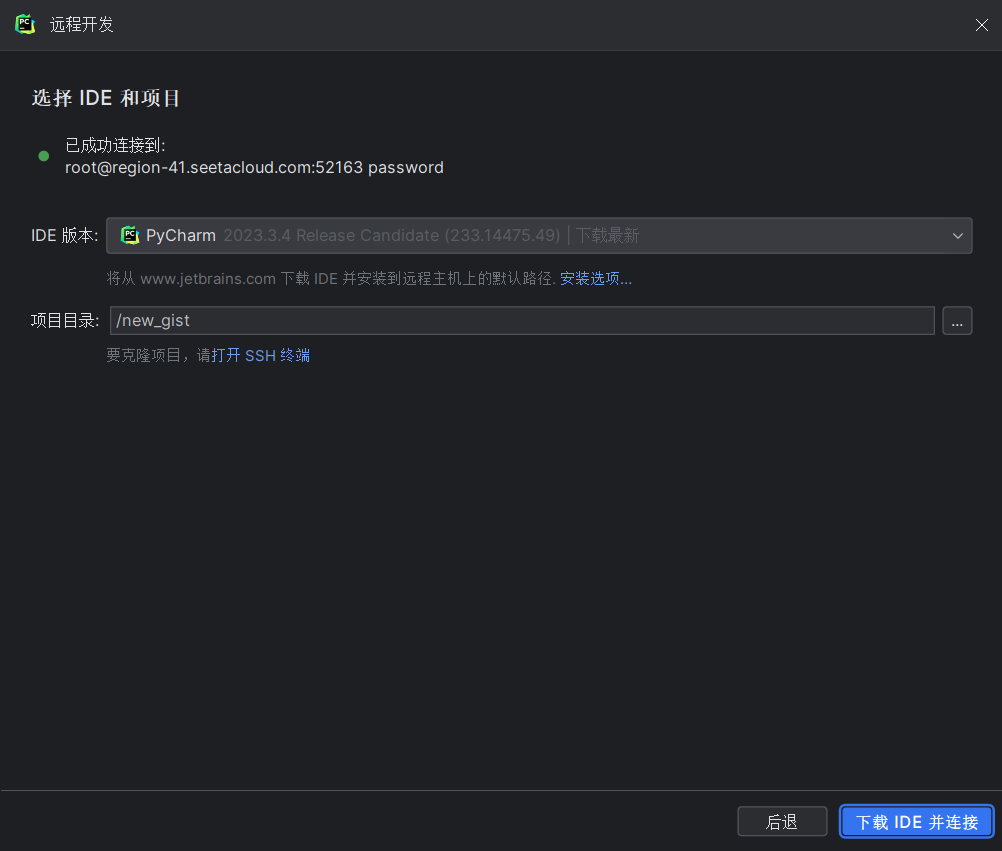 远程开发
选择 IDE 和项目
已成功连接到:
root@region-41.seetacloud.com:52163 password
IDE 版本: PyCharm 2023.3.4 Release Candidate (233.14475.49) | 下载最新
将从 www.jetbrains.com 下载 IDE 并安装到远程主机上的默认路径. 安装选项...
项目目录: /new_gist ...
要克隆项目，请打开 SSH 终端
后退 下载 IDE 并连接